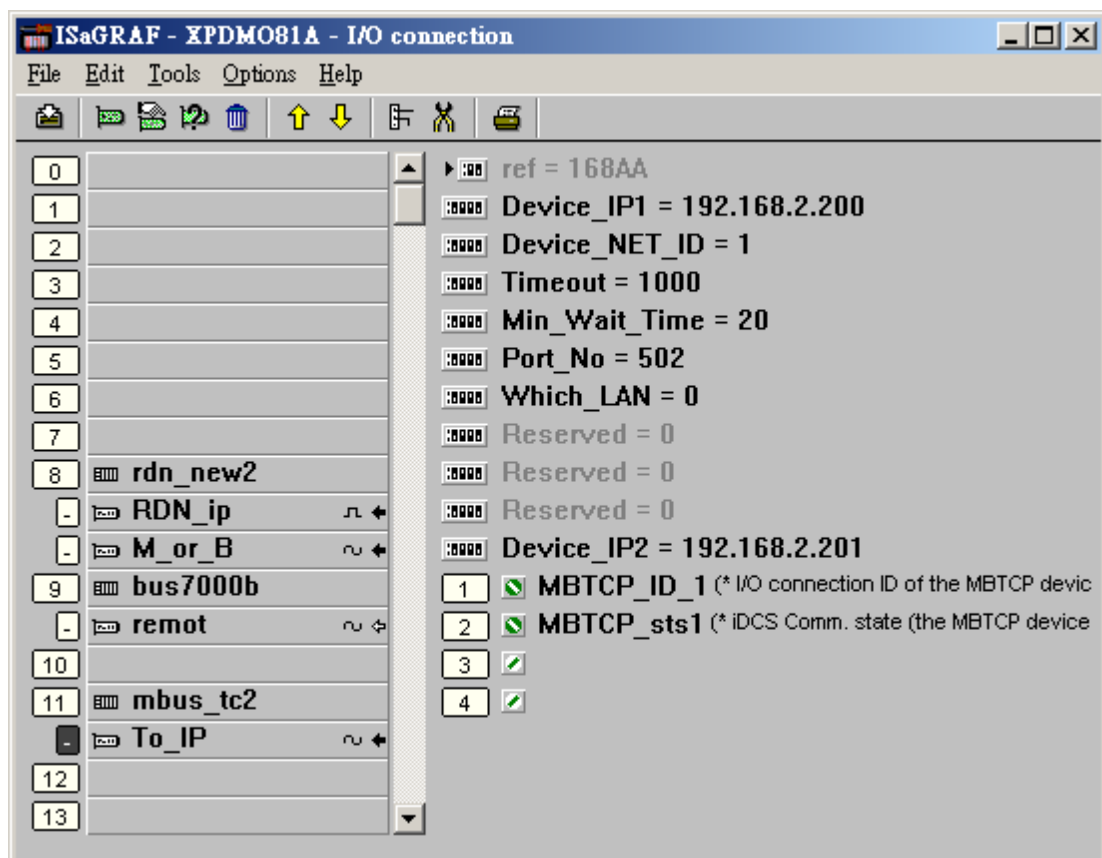 ISaGRAF - XPDMO81A - I/O connection
File Edit Tools Options Help
0
1
2
3
4
5
6
7
8 rdn_new2
- RDN_ip
- M_or_B
9 bus7000b
- remot
10
11 mbus_tc2
- To_IP
12
13
ref = 168AA
Device_IP1 = 192.168.2.200
Device_NET_ID = 1
Timeout = 1000
Min_Wait_Time = 20
Port_No = 502
Which_LAN = 0
Reserved = 0
Reserved = 0
Reserved = 0
Device_IP2 = 192.168.2.201
1 MBTCP_ID_1 (* I/O connection ID of the MBTCP devic
2 MBTCP_sts1 (* iDCS Comm. state (the MBTCP device
3
4